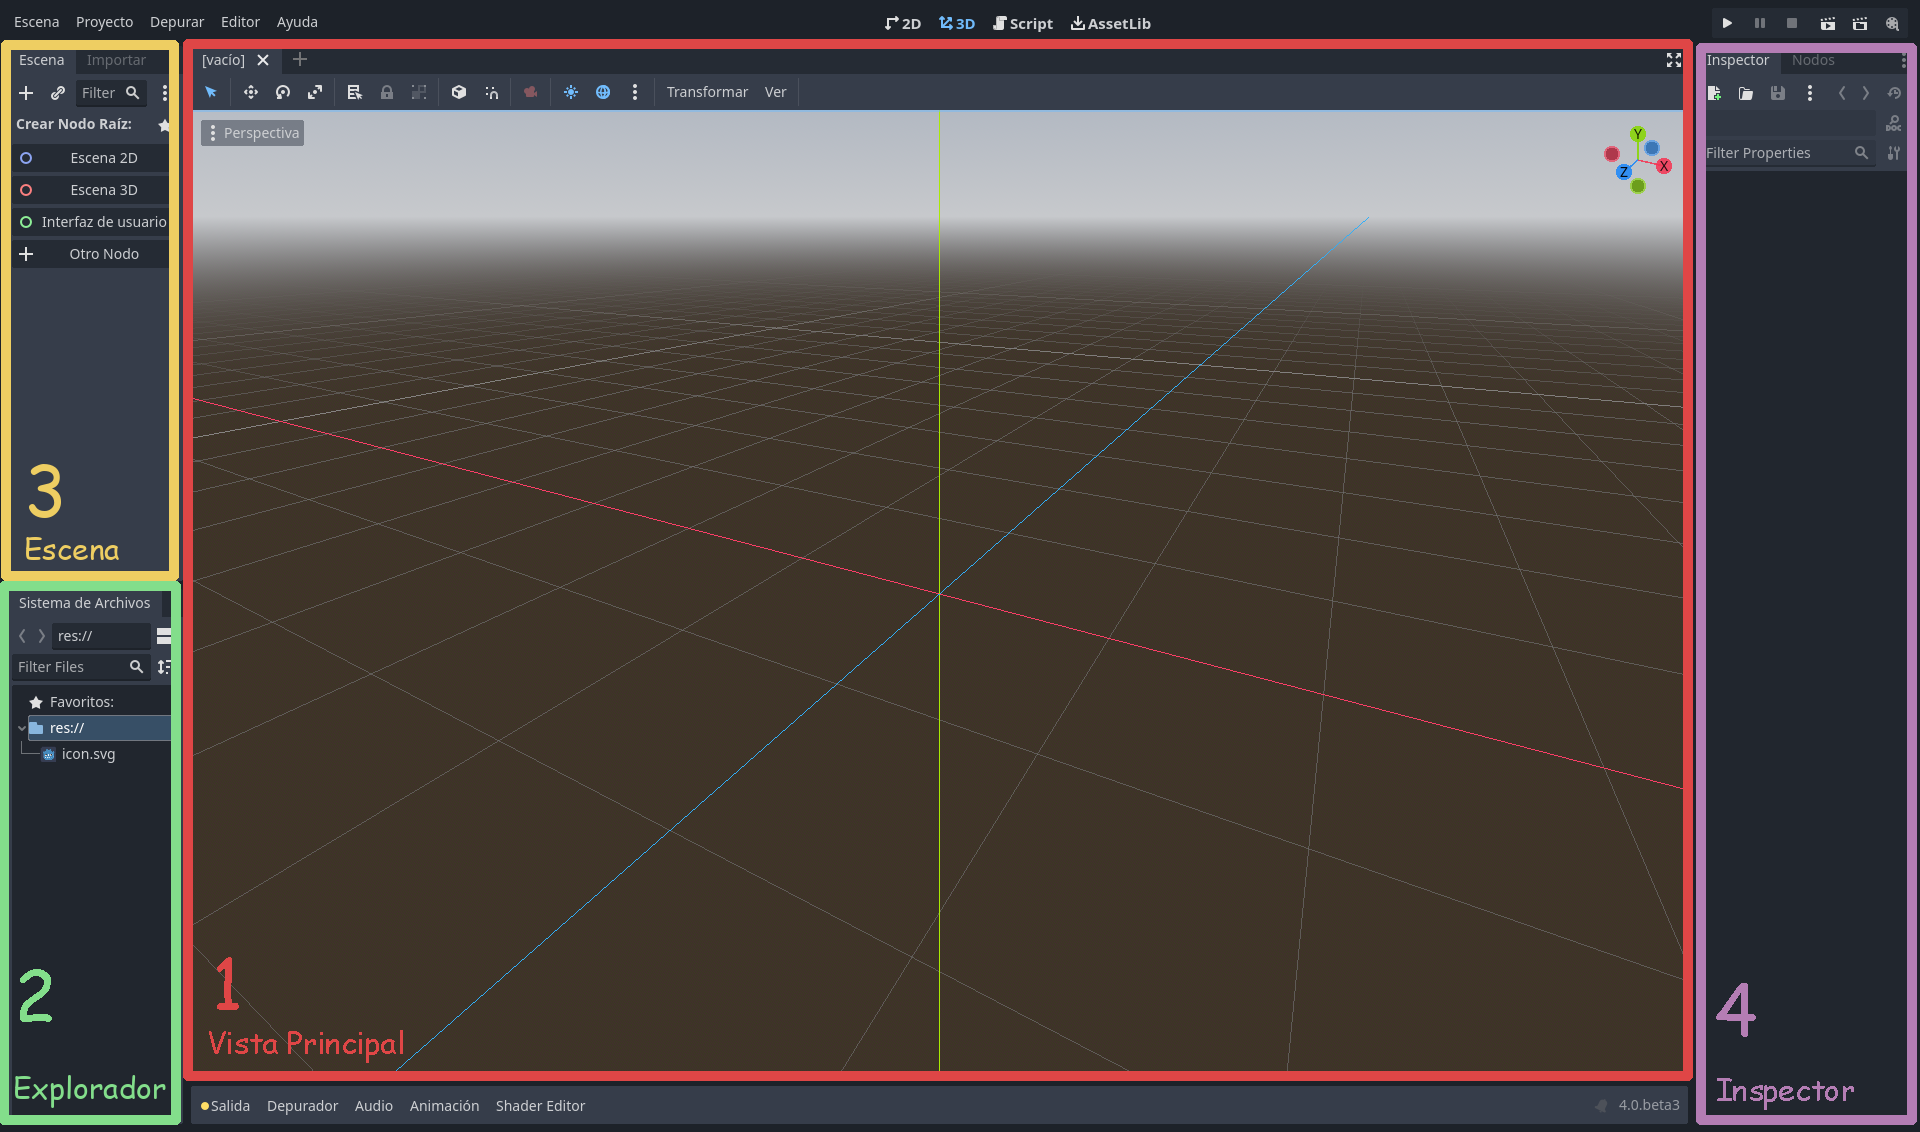 Escena Proyecto Depurar Editor Ayuda
2D 3D Script AssetLib
Escena Importar
Filter
Crear Nodo Raíz:
Escena 2D
Escena 3D
Interfaz de usuario
Otro Nodo
3
Escena
Sistema de Archivos
res://
Filter Files
Favoritos:
res://
icon.svg
2
Explorador
[vacío]
Transformar Ver
Perspectiva
Y
X
Z
1
Vista Principal
Salida Depurador Audio Animación Shader Editor
4.0.beta3
Inspector Nodos
DOC
Filter Properties
4
Inspector